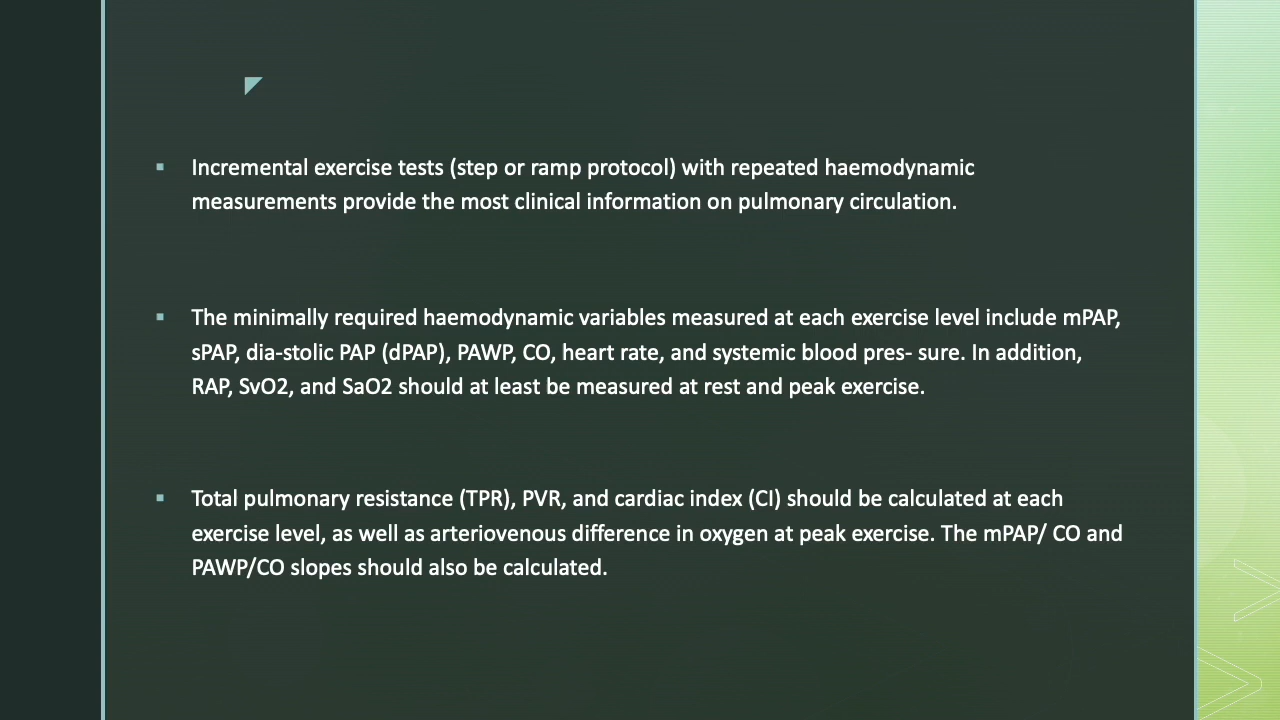 Incremental exercise tests (step or ramp protocol) with repeated haemodynamic
measurements provide the most clinical information on pulmonary circulation.
The minimally required haemodynamic variables measured at each exercise level include mPAP,
sPAP, dia-stolic PAP (dPAP), PAWP, CO, heart rate, and systemic blood pres- sure. In addition,
RAP, SvO2, and SaO2 should at least be measured at rest and peak exercise.
Total pulmonary resistance (TPR), PVR, and cardiac index (CI) should be calculated at each
exercise level, as well as arteriovenous difference in oxygen at peak exercise. The mPAP/ CO and
PAWP/CO slopes should also be calculated.